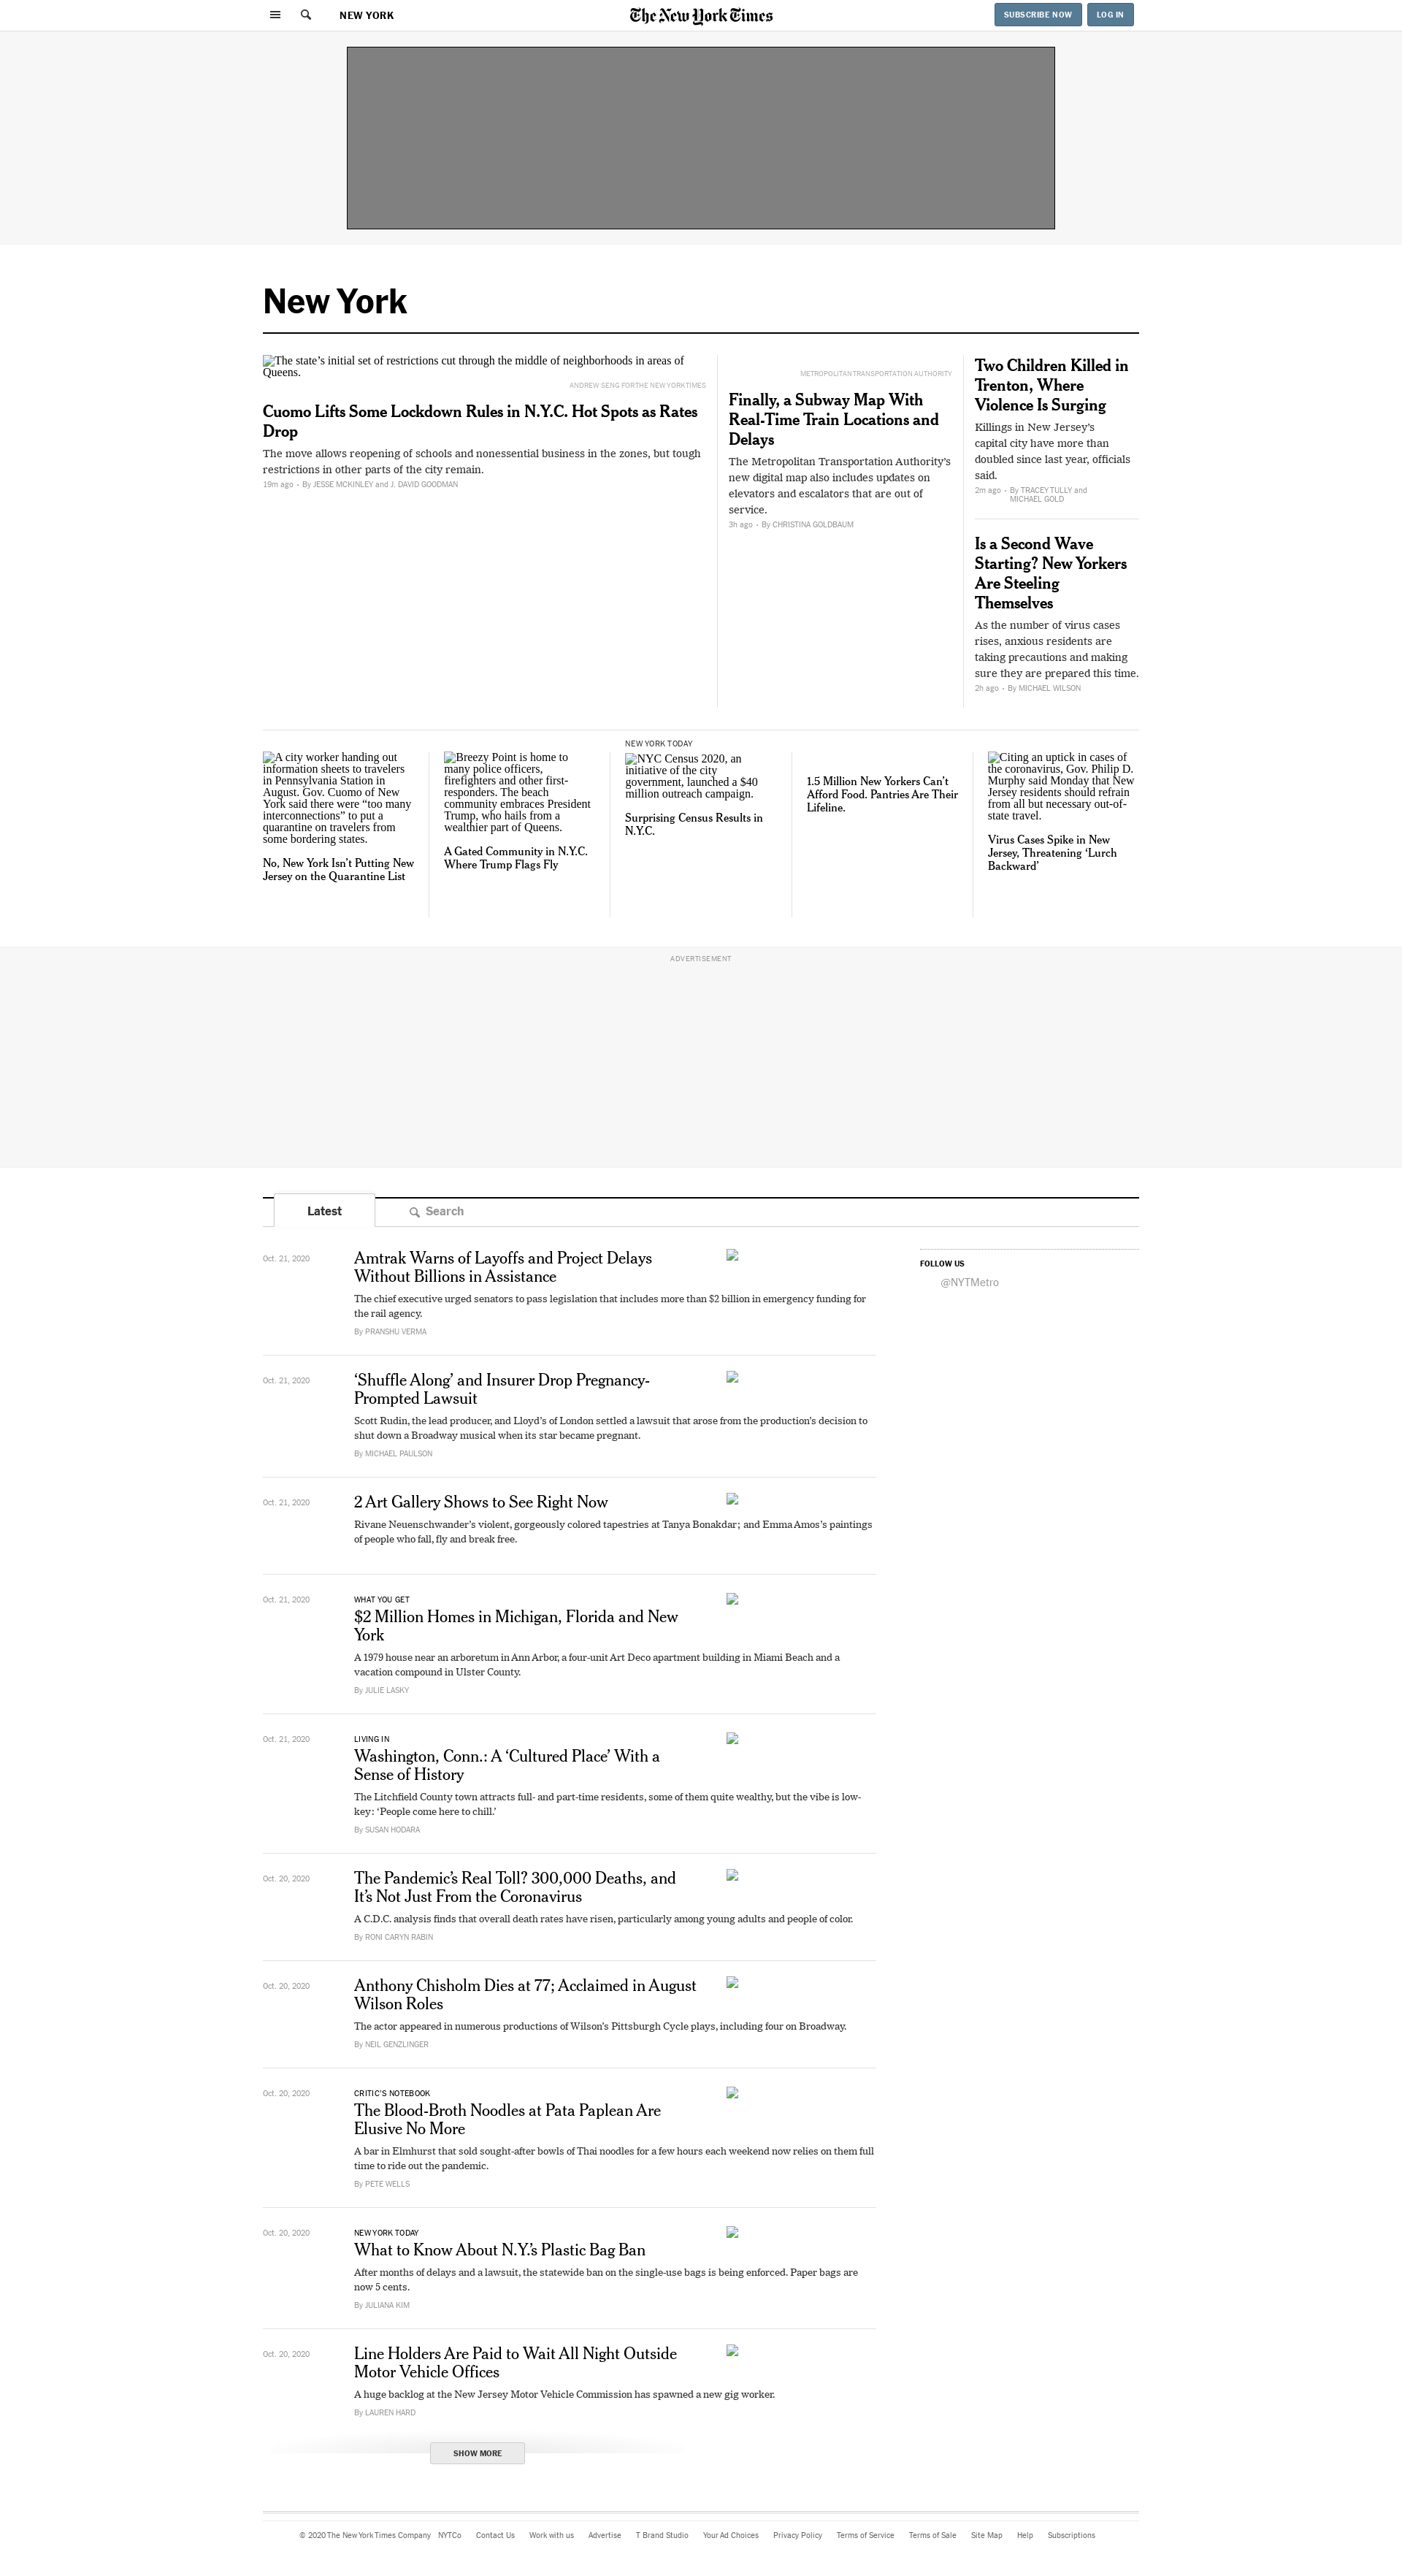 NEW YORK
The New York Times
SUBSCRIBE NOW
LOG IN
New York
The state’s initial set of restrictions cut through the middle of neighborhoods in areas of
Queens.
ANDREW SENG FOR THE NEW YORK TIMES
Cuomo Lifts Some Lockdown Rules in N.Y.C. Hot Spots as Rates
Drop
The move allows reopening of schools and nonessential business in the zones, but tough
restrictions in other parts of the city remain.
19m ago • By JESSE MCKINLEY and J. DAVID GOODMAN
METROPOLITAN TRANSPORTATION AUTHORITY
Finally, a Subway Map With
Real-Time Train Locations and
Delays
The Metropolitan Transportation Authority’s
new digital map also includes updates on
elevators and escalators that are out of
service.
3h ago • By CHRISTINA GOLDBAUM
Two Children Killed in
Trenton, Where
Violence Is Surging
Killings in New Jersey’s
capital city have more than
doubled since last year, officials
said.
2m ago • By TRACEY TULLY and
MICHAEL GOLD
Is a Second Wave
Starting? New Yorkers
Are Steeling
Themselves
As the number of virus cases
rises, anxious residents are
taking precautions and making
sure they are prepared this time.
2h ago • By MICHAEL WILSON
A city worker handing out
information sheets to travelers
in Pennsylvania Station in
August. Gov. Cuomo of New
York said there were “too many
interconnections” to put a
quarantine on travelers from
some bordering states.
No, New York Isn’t Putting New
Jersey on the Quarantine List
Breezy Point is home to
many police officers,
firefighters and other first-
responders. The beach
community embraces President
Trump, who hails from a
wealthier part of Queens.
A Gated Community in N.Y.C.
Where Trump Flags Fly
NEW YORK TODAY
NYC Census 2020, an
initiative of the city
government, launched a $40
million outreach campaign.
Surprising Census Results in
N.Y.C.
1.5 Million New Yorkers Can’t
Afford Food. Pantries Are Their
Lifeline.
Citing an uptick in cases of
the coronavirus, Gov. Philip D.
Murphy said Monday that New
Jersey residents should refrain
from all but necessary out-of-
state travel.
Virus Cases Spike in New
Jersey, Threatening ‘Lurch
Backward’
ADVERTISEMENT
Latest
Search
Oct. 21, 2020
Amtrak Warns of Layoffs and Project Delays
Without Billions in Assistance
The chief executive urged senators to pass legislation that includes more than $2 billion in emergency funding for
the rail agency.
By PRANSHU VERMA
FOLLOW US
@NYTMetro
Oct. 21, 2020
‘Shuffle Along’ and Insurer Drop Pregnancy-
Prompted Lawsuit
Scott Rudin, the lead producer, and Lloyd’s of London settled a lawsuit that arose from the production’s decision to
shut down a Broadway musical when its star became pregnant.
By MICHAEL PAULSON
Oct. 21, 2020
2 Art Gallery Shows to See Right Now
Rivane Neuenschwander’s violent, gorgeously colored tapestries at Tanya Bonakdar; and Emma Amos’s paintings
of people who fall, fly and break free.
Oct. 21, 2020
WHAT YOU GET
$2 Million Homes in Michigan, Florida and New
York
A 1979 house near an arboretum in Ann Arbor, a four-unit Art Deco apartment building in Miami Beach and a
vacation compound in Ulster County.
By JULIE LASKY
Oct. 21, 2020
LIVING IN
Washington, Conn.: A ‘Cultured Place’ With a
Sense of History
The Litchfield County town attracts full- and part-time residents, some of them quite wealthy, but the vibe is low-
key: ‘People come here to chill.’
By SUSAN HODARA
Oct. 20, 2020
The Pandemic’s Real Toll? 300,000 Deaths, and
It’s Not Just From the Coronavirus
A C.D.C. analysis finds that overall death rates have risen, particularly among young adults and people of color.
By RONI CARYN RABIN
Oct. 20, 2020
Anthony Chisholm Dies at 77; Acclaimed in August
Wilson Roles
The actor appeared in numerous productions of Wilson’s Pittsburgh Cycle plays, including four on Broadway.
By NEIL GENZLINGER
Oct. 20, 2020
CRITIC’S NOTEBOOK
The Blood-Broth Noodles at Pata Paplean Are
Elusive No More
A bar in Elmhurst that sold sought-after bowls of Thai noodles for a few hours each weekend now relies on them full
time to ride out the pandemic.
By PETE WELLS
Oct. 20, 2020
NEW YORK TODAY
What to Know About N.Y.’s Plastic Bag Ban
After months of delays and a lawsuit, the statewide ban on the single-use bags is being enforced. Paper bags are
now 5 cents.
By JULIANA KIM
Oct. 20, 2020
Line Holders Are Paid to Wait All Night Outside
Motor Vehicle Offices
A huge backlog at the New Jersey Motor Vehicle Commission has spawned a new gig worker.
By LAUREN HARD
SHOW MORE
© 2020 The New York Times Company NYTCo Contact Us Work with us Advertise T Brand Studio Your Ad Choices Privacy Policy Terms of Service Terms of Sale Site Map Help Subscriptions